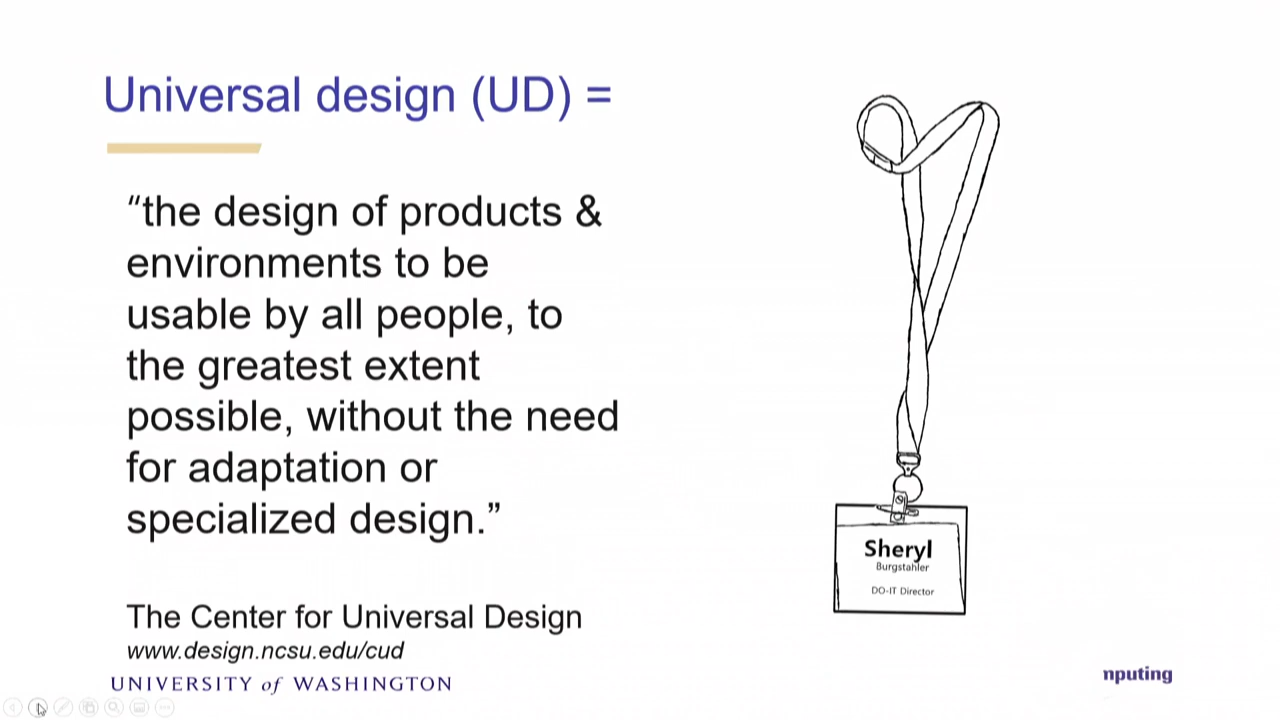 Universal design (UD) =
“the design of products &
environments to be
usable by all people, to
the greatest extent
possible, without the need
for adaptation or
specialized design.”
The Center for Universal Design
www.design.ncsu.edu/cud
UNIVERSITY of WASHINGTON
Sheryl
Burgstahler
DO-IT Director
nputing